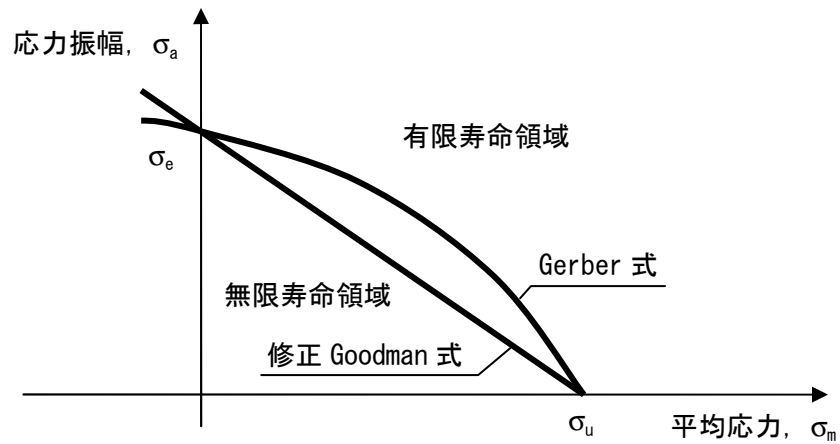 応力振幅, σa
有限寿命領域
σe
Gerber 式
無限寿命領域
修正 Goodman 式
σu
平均応力, σm